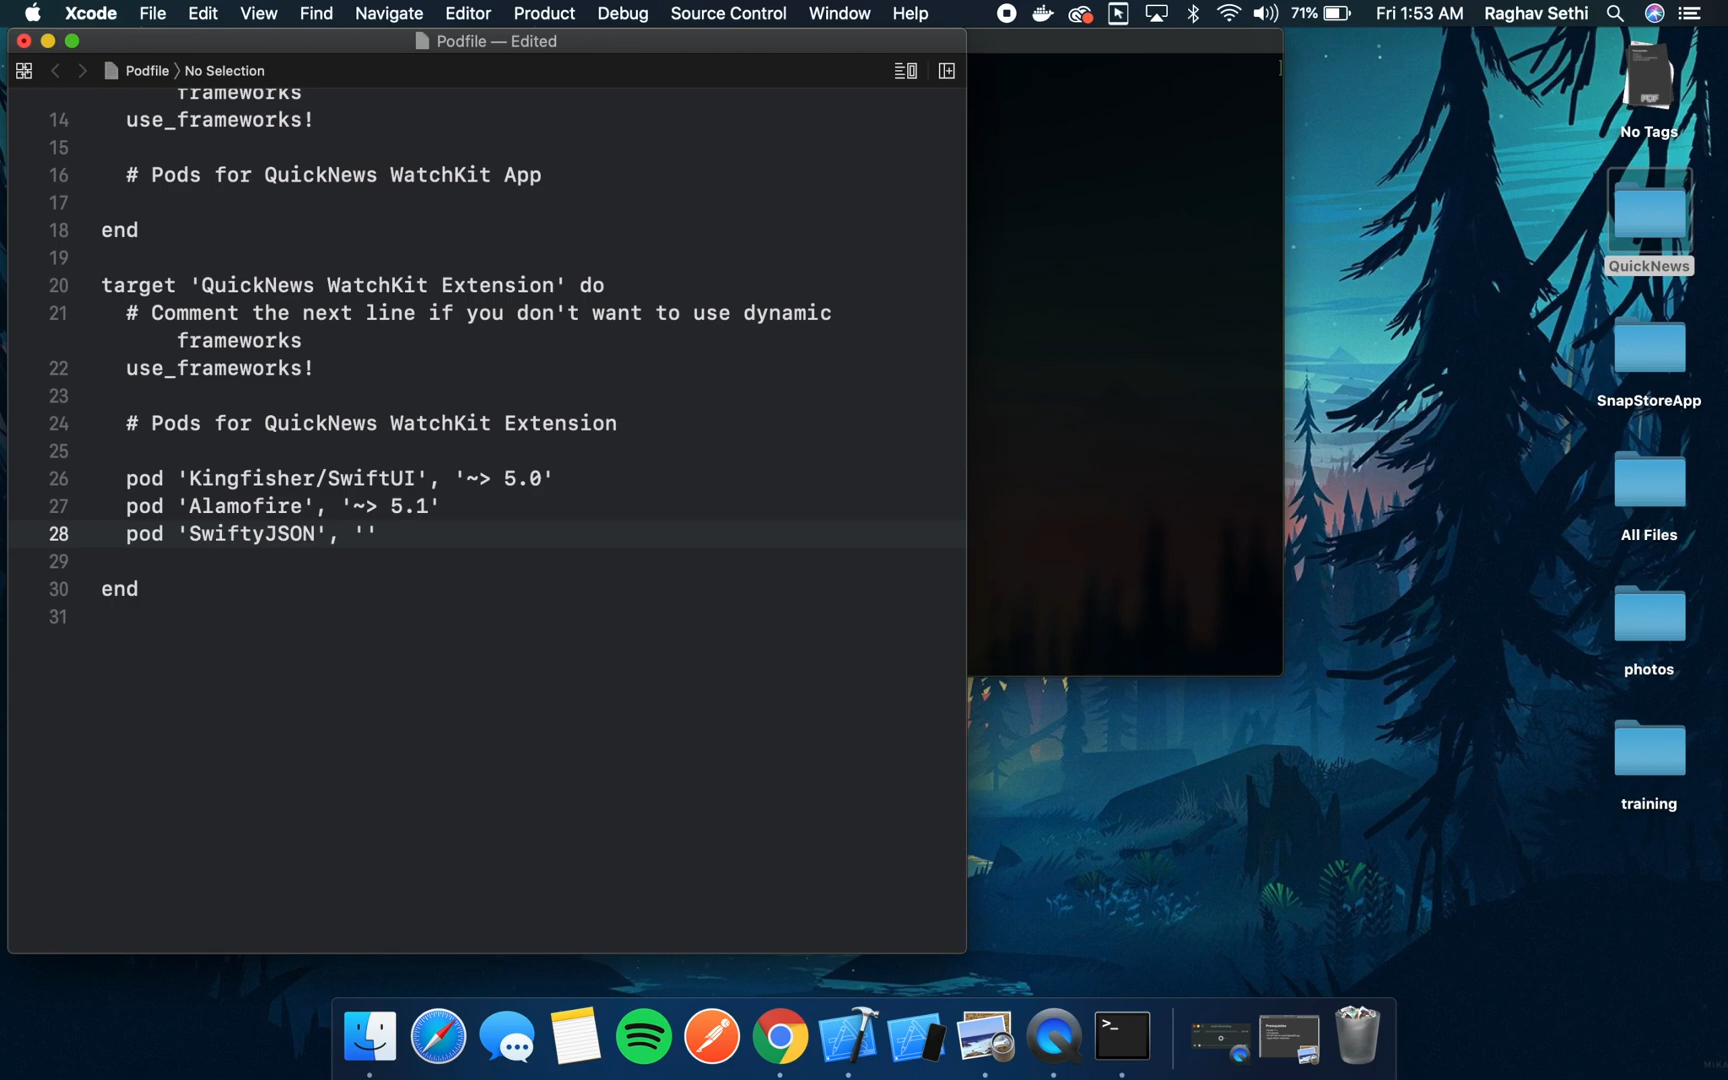 Xcode File Edit View Find Navigate Editor Product Debug Source Control Window Help 71% Fri 1:53 AM Raghav Sethi
Podfile — Edited
Podfile 〉 No Selection
frameworks
14 use_frameworks!
15
16 # Pods for QuickNews WatchKit App
17
18 end
19
20 target 'QuickNews WatchKit Extension' do
21 # Comment the next line if you don't want to use dynamic
frameworks
22 use_frameworks!
23
24 # Pods for QuickNews WatchKit Extension
25
26 pod 'Kingfisher/SwiftUI', '~> 5.0'
27 pod 'Alamofire', '~> 5.1'
28 pod 'SwiftyJSON', ''
29
30 end
31
]
PDF
No Tags
QuickNews
SnapStoreApp
All Files
photos
training
>_